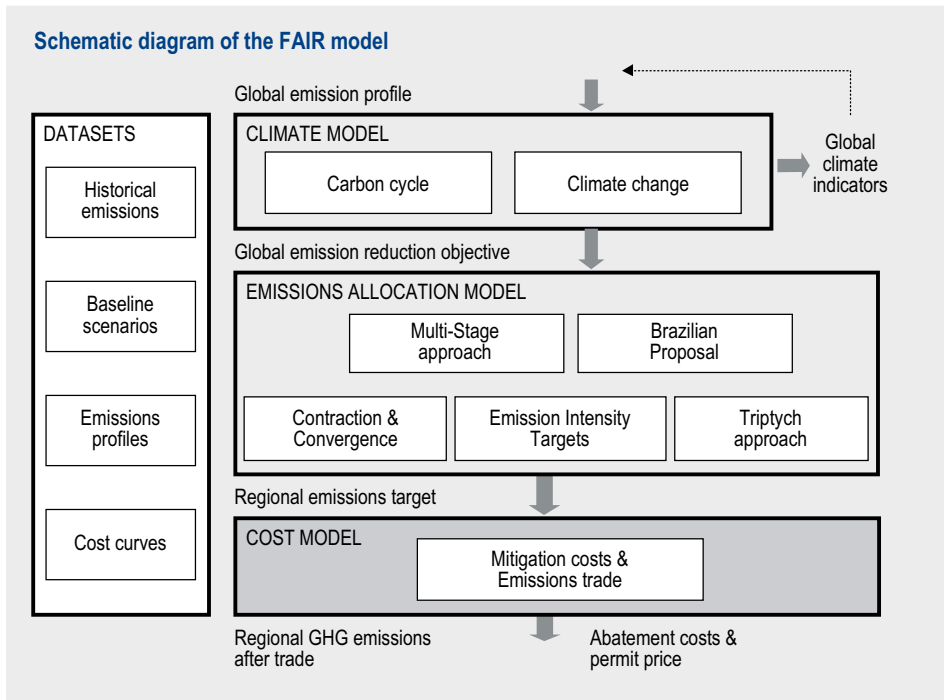 Schematic diagram of the FAIR model
Global emission profile
DATASETS
Historical
emissions
Baseline
scenarios
Emissions
profiles
Cost curves
CLIMATE MODEL
Carbon cycle
Climate change
Global
climate
indicators
Global emission reduction objective
EMISSIONS ALLOCATION MODEL
Multi-Stage
approach
Brazilian
Proposal
Contraction &
Convergence
Emission Intensity
Targets
Triptych
approach
Regional emissions target
COST MODEL
Mitigation costs &
Emissions trade
Regional GHG emissions
after trade
Abatement costs &
permit price